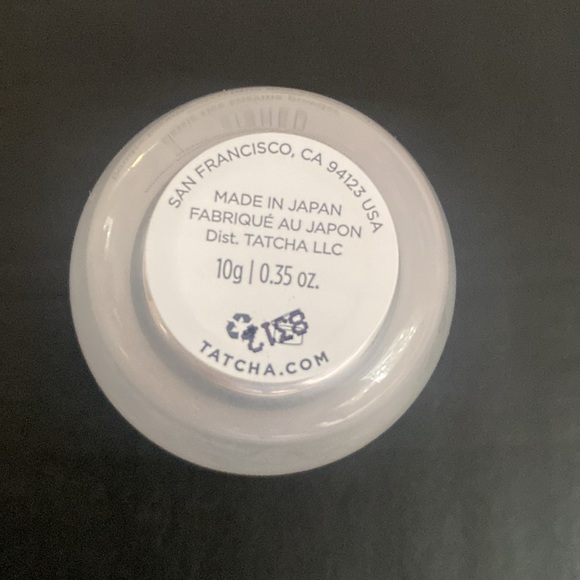 SAN FRANCISCO, CA 94123 USA
MADE IN JAPAN
FABRIQUÉ AU JAPON
Dist. TATCHA LLC
10g | 0.35 oz.
TATCHA.COM